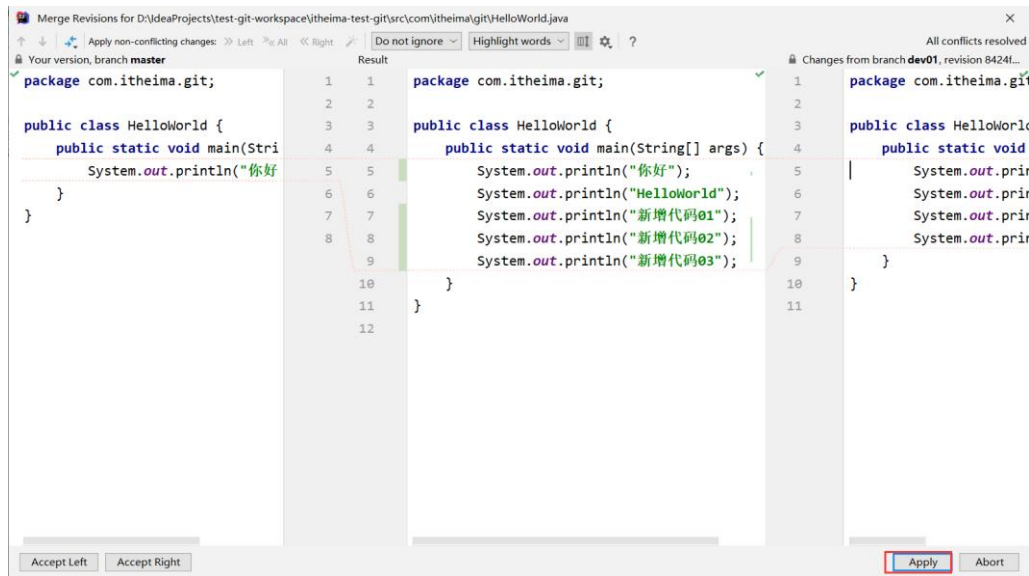 Merge Revisions for D:\IdeaProjects\test-git-workspace\itheima-test-git\src\com\itheima\git\HelloWorld.java
Apply non-conflicting changes: Left All Right Do not ignore Highlight words ? All conflicts resolved
Your version, branch master Result Changes from branch dev01, revision 8424f...
package com.itheima.git; 1 1 package com.itheima.git; 1 package com.itheima.git
2 2 2
public class HelloWorld { 3 3 public class HelloWorld { 3 public class HelloWorld
public static void main(Stri 4 4 public static void main(String[] args) { 4 public static void
System.out.println("你好 5 5 System.out.println("你好"); 5 System.out.prin
} 6 6 System.out.println("HelloWorld"); 6 System.out.prin
} 7 7 System.out.println("新增代码01"); 7 System.out.prin
8 8 System.out.println("新增代码02"); 8 System.out.prin
9 System.out.println("新增代码03"); 9 }
10 } 10 }
11 } 11
12
Accept Left Accept Right Apply Abort